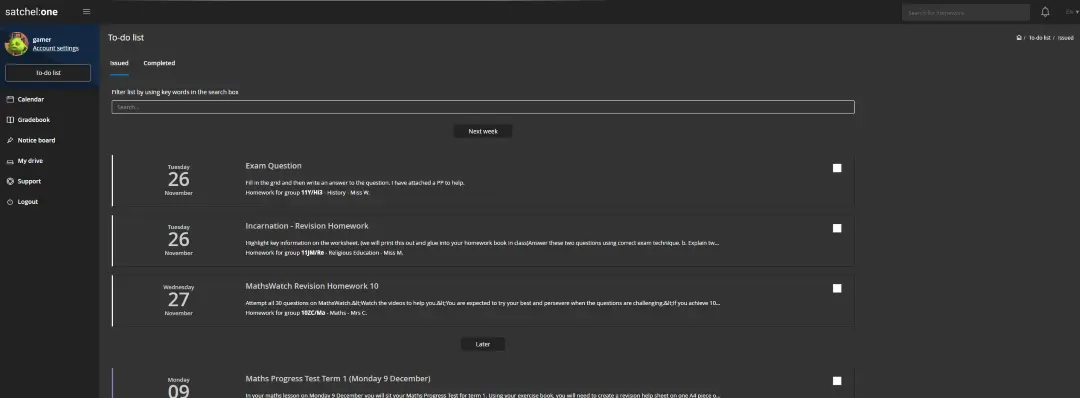 satchel:one
Search for homework
EN
gamer
Account settings
To-do list
Calendar
Gradebook
Notice board
My drive
Support
Logout
To-do list
/ To-do list / Issued
Issued Completed
Filter list by using key words in the search box
Search...
Next week
Tuesday
26
November
Exam Question
Fill in the grid and then write an answer to the question. I have attached a PP to help.
Homework for group 11Y/HI3 - History - Miss W.
Tuesday
26
November
Incarnation - Revision Homework
Highlight key information on the worksheet. (we will print this out and glue into your homework book in class)Answer these two questions using correct exam technique. b. Explain tw...
Homework for group 11JM/Re - Religious Education - Miss M.
Wednesday
27
November
MathsWatch Revision Homework 10
Attempt all 30 questions on MathsWatch.&lt;Watch the videos to help you.&lt;You are expected to try your best and persevere when the questions are challenging.&lt;If you achieve 10...
Homework for group 10ZC/Ma - Maths - Mrs C.
Later
Monday
09
Maths Progress Test Term 1 (Monday 9 December)
In your maths lesson on Monday 9 December you will sit your Maths Progress Test for term 1. Using your exercise book, you will need to create a revision help sheet on one A4 piece o...